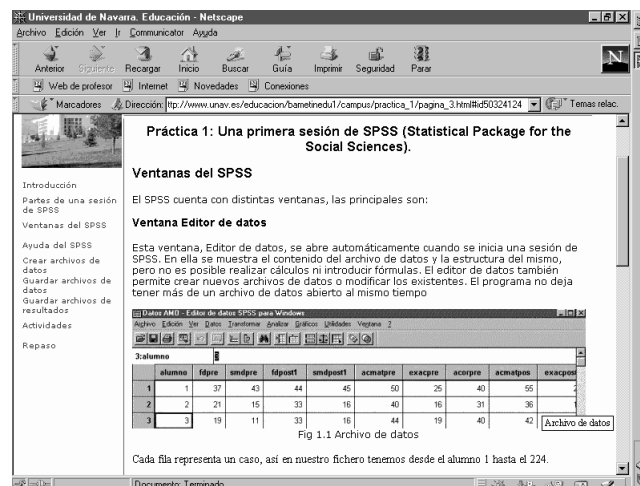 Universidad de Navarra. Educación - Netscape
Archivo Edición Ver Ir Communicator Ayuda
Anterior Siguiente Recargar Inicio Buscar Guía Imprimir Seguridad Parar
Web de profesor Internet Novedades Conexiones
Marcadores Dirección: ttp://www.unav.es/educacion/bametinedu1/campus/practica_1/pagina_3.html#id50324124 Temas relac.
Introducción
Partes de una sesión
de SPSS
Ventanas del SPSS
Ayuda del SPSS
Crear archivos de
datos
Guardar archivos de
datos
Guardar archivos de
resultados
Actividades
Repaso
Práctica 1: Una primera sesión de SPSS (Statistical Package for the
Social Sciences).
Ventanas del SPSS
El SPSS cuenta con distintas ventanas, las principales son:
Ventana Editor de datos
Esta ventana, Editor de datos, se abre automáticamente cuando se inicia una sesión de
SPSS. En ella se muestra el contenido del archivo de datos y la estructura del mismo,
pero no es posible realizar cálculos ni introducir fórmulas. El editor de datos también
permite crear nuevos archivos de datos o modificar los existentes. El programa no deja
tener más de un archivo de datos abierto al mismo tiempo
Datos AMD - Editor de datos SPSS para Windows
Archivo Edición Ver Datos Transformar Analizar Gráficos Utilidades Ventana ?
3:alumno 3
alumno fdpre smdpre fdpost1 smdpost1 acmatpre exacpre acorpre acmatpos exacpos
1 1 37 43 44 45 50 25 40 55
2 2 21 15 33 16 40 16 31 36
3 3 19 11 33 16 44 19 40 42
Archivo de datos
Fig 1.1 Archivo de datos
Cada fila representa un caso, así en nuestro fichero tenemos desde el alumno 1 hasta el 224.
Documento: Terminado